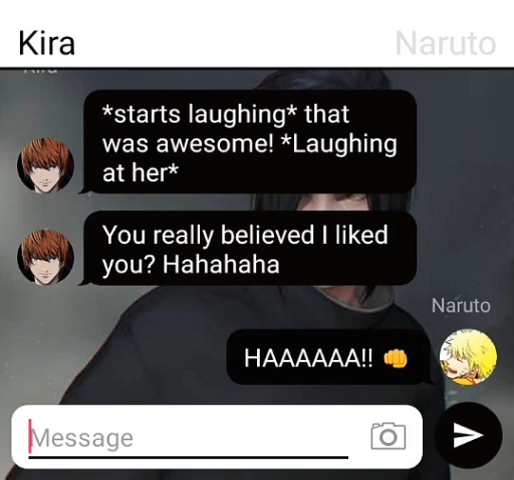 Kira
Naruto
Kira
*starts laughing* that
was awesome! *Laughing
at her*
You really believed I liked
you? Hahahaha
Naruto
HAAAAAA!! 👊
Message